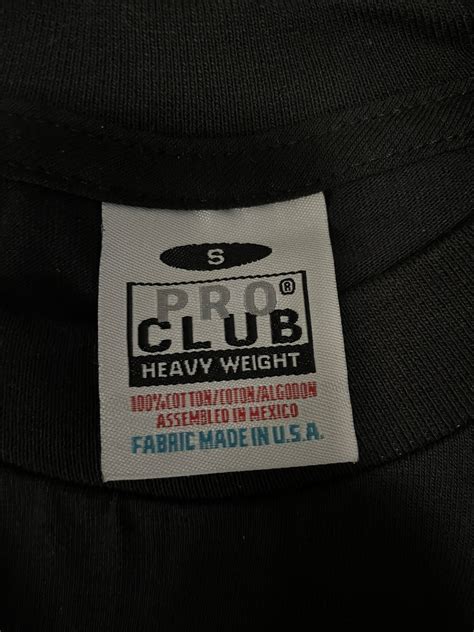 S
PRO®
CLUB
HEAVY WEIGHT
100%COTTON/COTON/ALGODON
ASSEMBLED IN MEXICO
FABRIC MADE IN U.S.A.